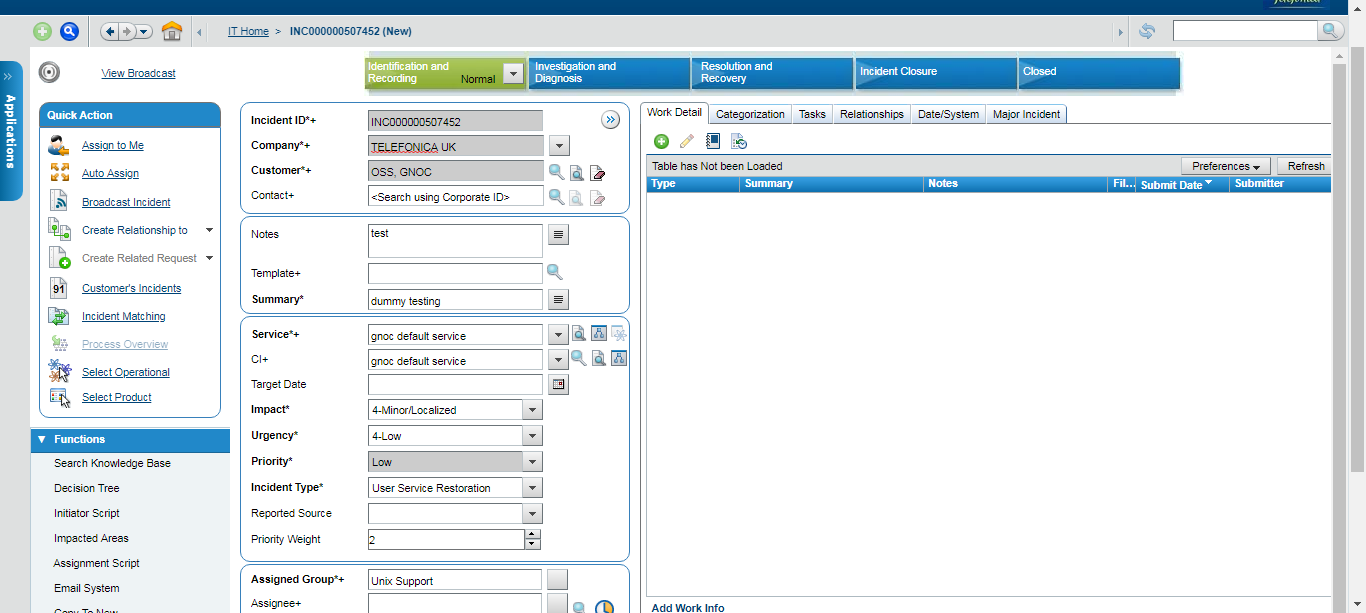 IT Home > INC000000507452 (New)
Applications
View Broadcast
Identification and Recording Normal
Investigation and Diagnosis
Resolution and Recovery
Incident Closure
Closed
Quick Action
Assign to Me
Auto Assign
Broadcast Incident
Create Relationship to
Create Related Request
91 Customer's Incidents
Incident Matching
Process Overview
Select Operational
Select Product
Functions
Search Knowledge Base
Decision Tree
Initiator Script
Impacted Areas
Assignment Script
Email System
Copy To New
Incident ID*+ INC000000507452
Company*+ TELEFONICA UK
Customer*+ OSS, GNOC
Contact+ <Search using Corporate ID>
Notes test
Template+
Summary* dummy testing
Service*+ gnoc default service
CI+ gnoc default service
Target Date
Impact* 4-Minor/Localized
Urgency* 4-Low
Priority* Low
Incident Type* User Service Restoration
Reported Source
Priority Weight 2
Assigned Group*+ Unix Support
Assignee+
Work Detail Categorization Tasks Relationships Date/System Major Incident
Table has Not been Loaded Preferences Refresh
Type Summary Notes Fil... Submit Date Submitter
Add Work Info